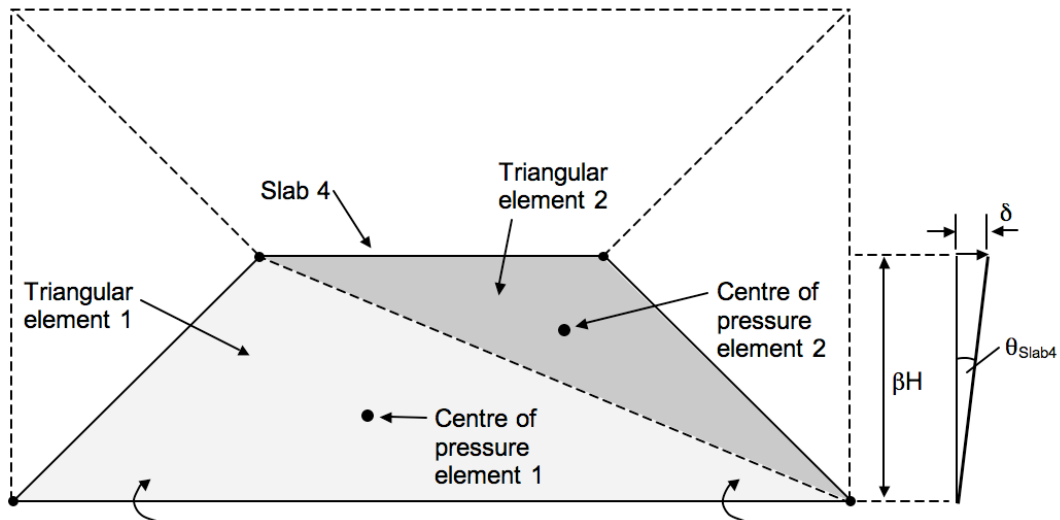 Slab 4
Triangular
element 2
δ
Triangular
element 1
Centre of
pressure
element 2
θSlab4
βH
Centre of
pressure
element 1